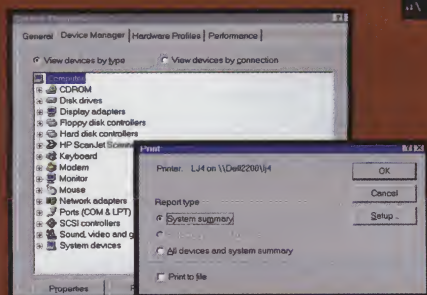 General Device Manager Hardware Profiles Performance
View devices by type View devices by connection
Computer
CDROM
Disk drives
Display adapters
Floppy disk controllers
Hard disk controllers
HP ScanJet
Keyboard
Modem
Monitor
Mouse
Network adapters
Ports (COM & LPT)
SCSI controllers
Sound, video and g
System devices
Properties
Print
Printer: LJ4 on \\Dell2200\lj4
OK
Cancel
Setup...
Report type
System summary
All devices and system summary
Print to file